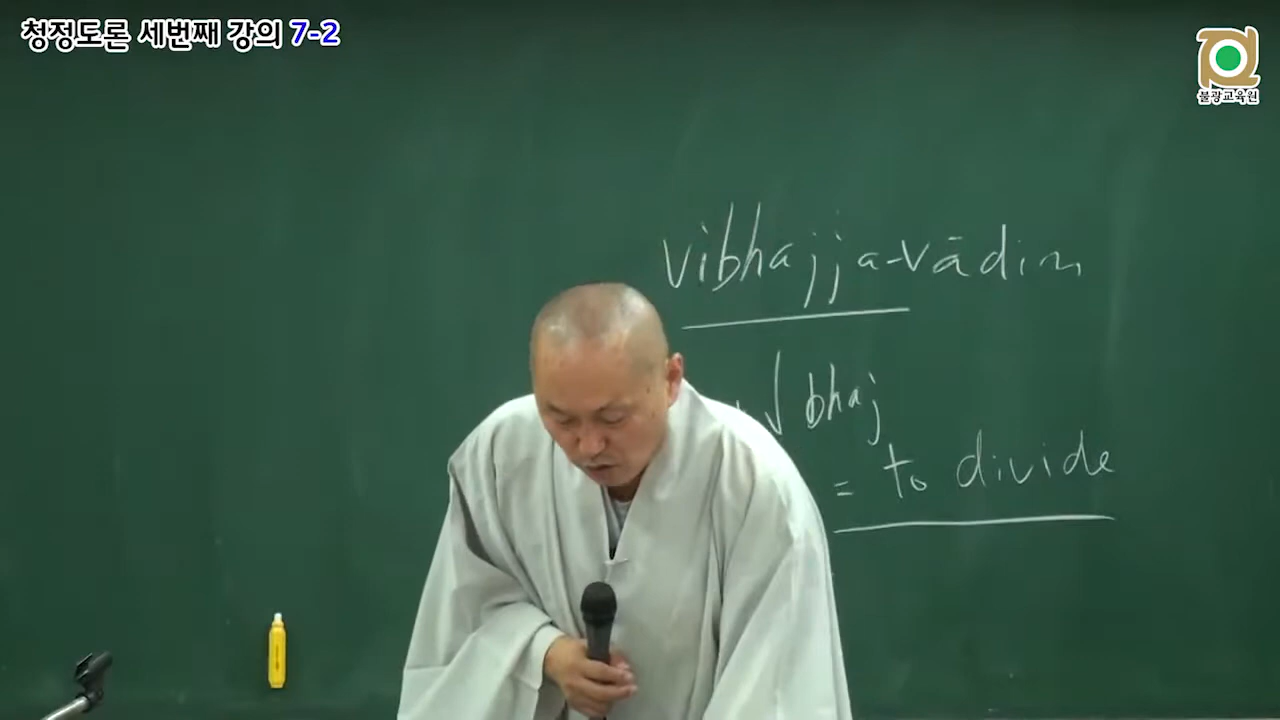 청정도론 세번째 강의 7-2
불광교육원
vibhajja-vādin
√bhaj
= to divide